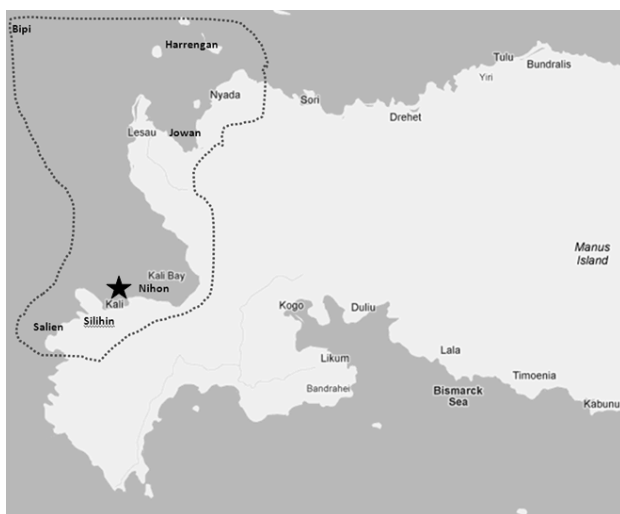 Bipi
Harrengan
Tulu
Bundralis
Yiri
Nyada
Sori
Drehet
Lesau
Jowan
Manus
Island
Kali Bay
Nihon
Kali
Silihin
Salien
Kogo
Duliu
Likum
Lala
Bandrahei
Timoenia
Bismarck
Sea
Kabunu